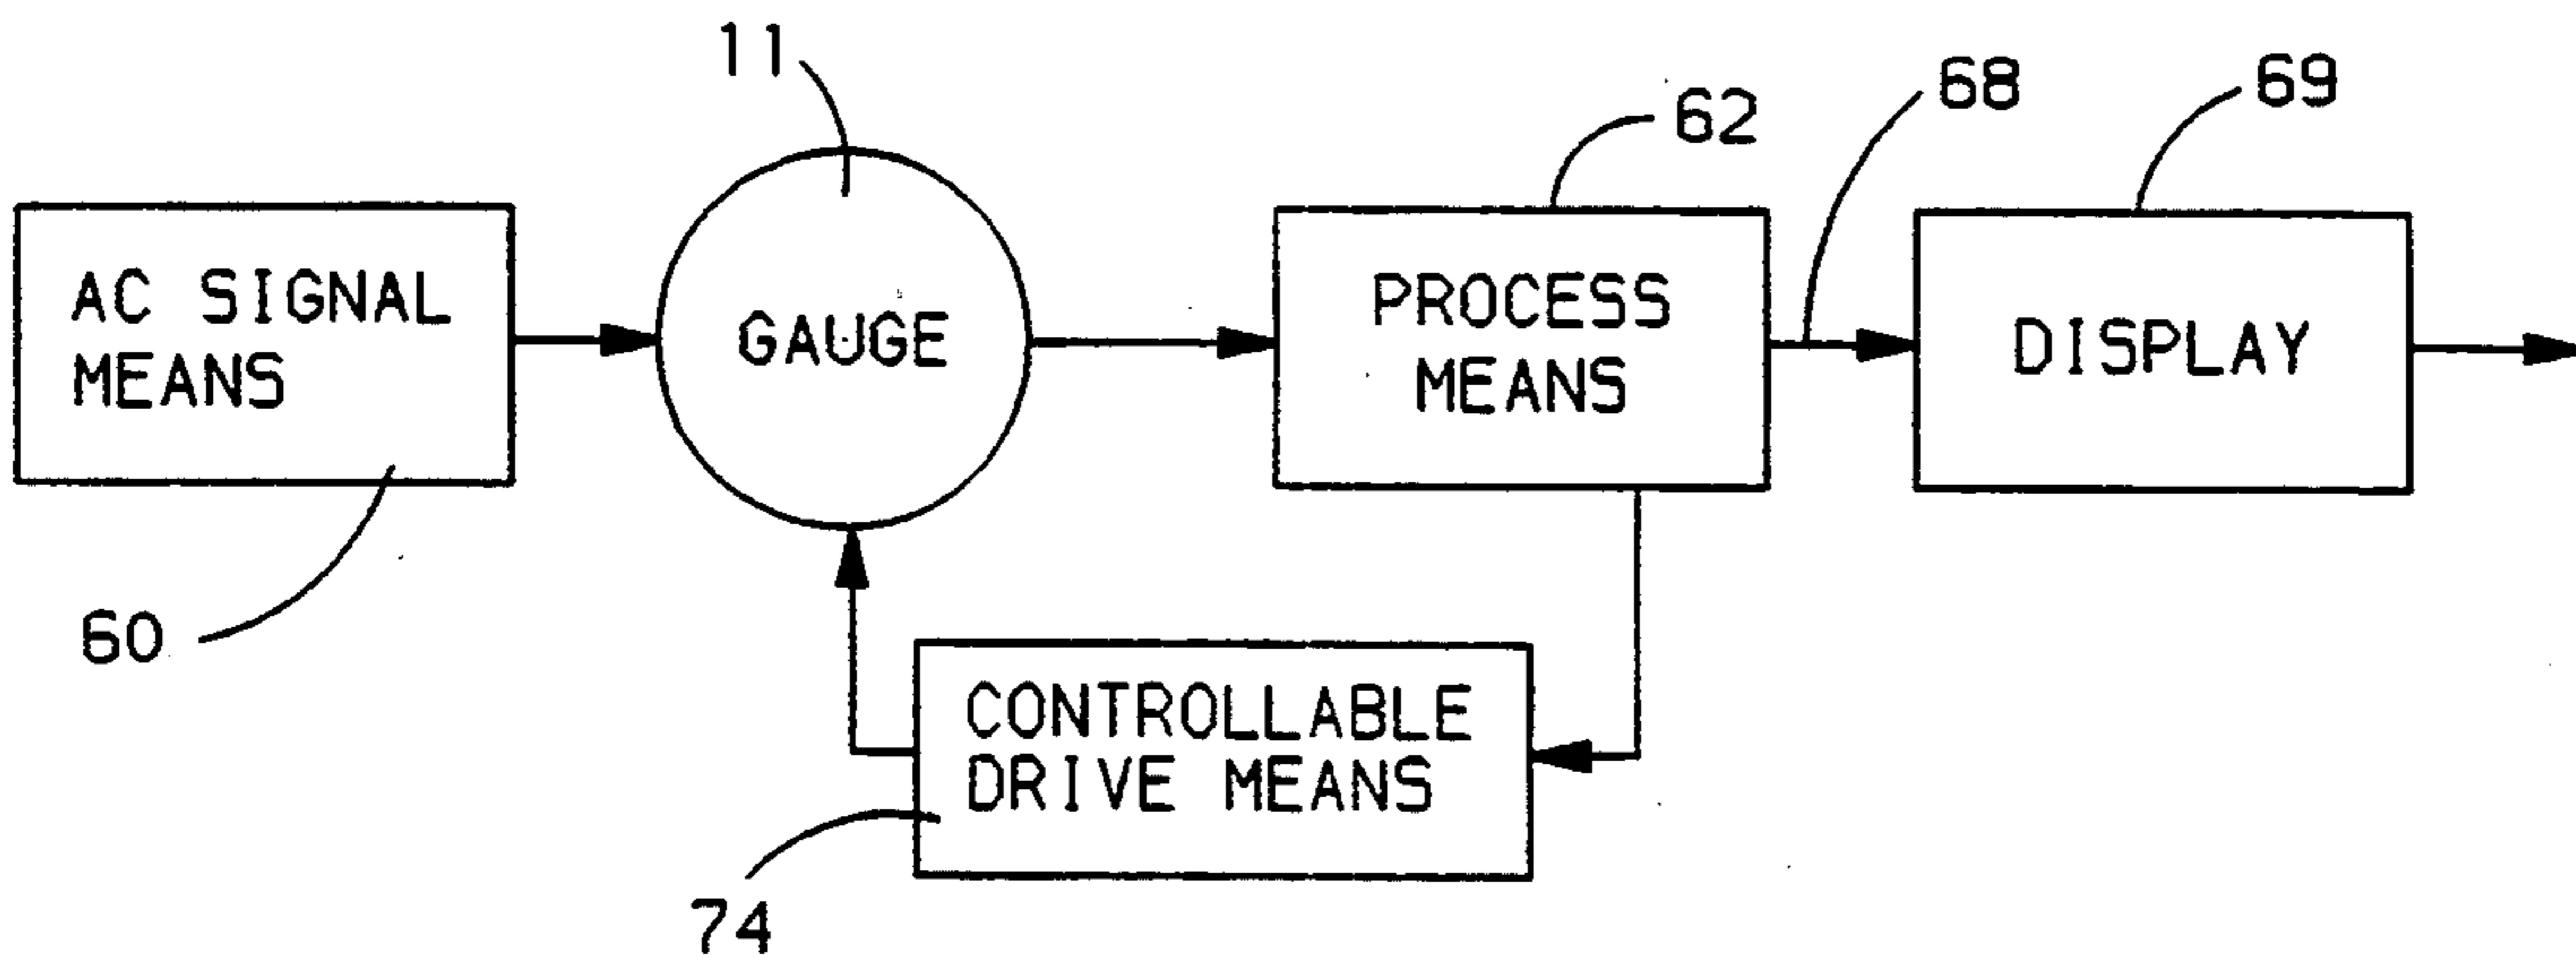 11
62
68
69
AC SIGNAL
MEANS
GAUGE
PROCESS
MEANS
DISPLAY
60
CONTROLLABLE
DRIVE MEANS
74